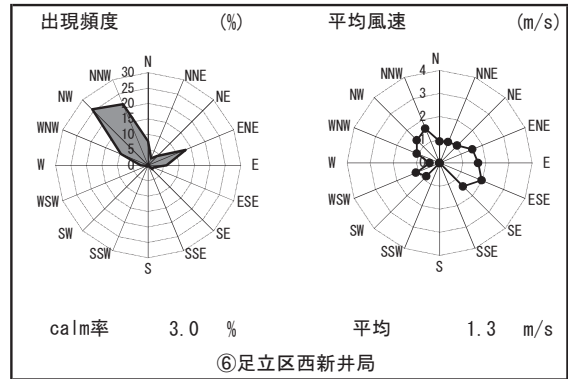 出現頻度 (%)
N
NNE
NE
ENE
E
ESE
SE
SSE
S
SSW
SW
WSW
W
WNW
NW
NNW
30
25
20
15
10
5
0
calm率 3.0 %
平均風速 (m/s)
N
NNE
NE
ENE
E
ESE
SE
SSE
S
SSW
SW
WSW
W
WNW
NW
NNW
4
3
2
1
0
平均 1.3 m/s
⑥足立区西新井局